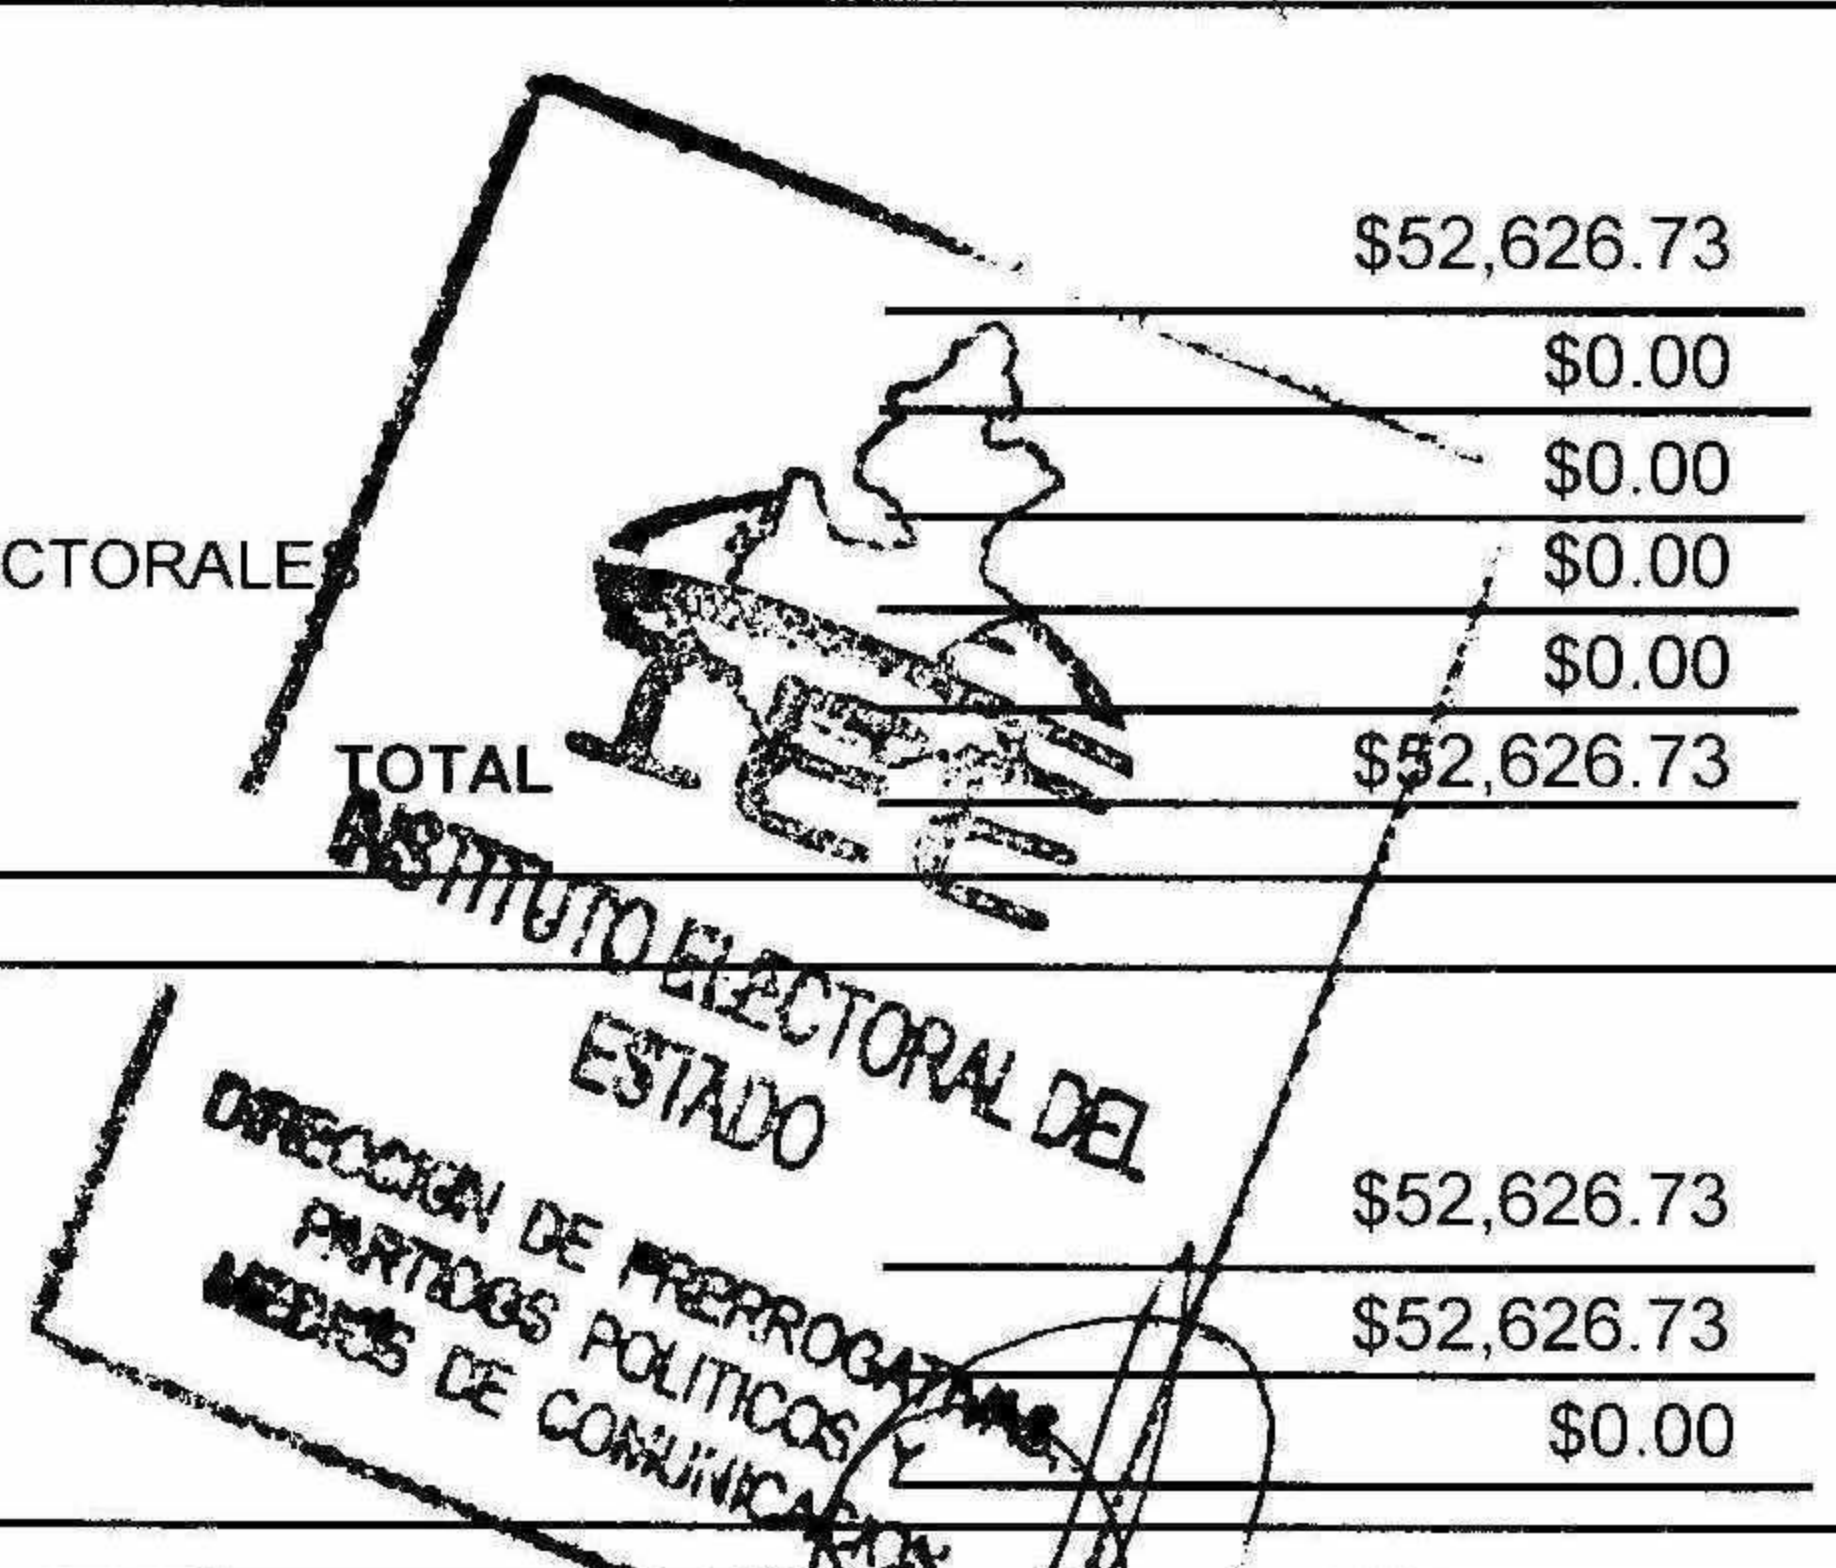 $52,626.73
$0.00
$0.00
CTORALES $0.00
$0.00
TOTAL $52,626.73
IEE
INSTITUTO ELECTORAL DEL
ESTADO
DIRECCION DE PRERROGATIVAS,
PARTIDOS POLITICOS Y
MEDIOS DE COMUNICACION
$52,626.73
$52,626.73
$0.00